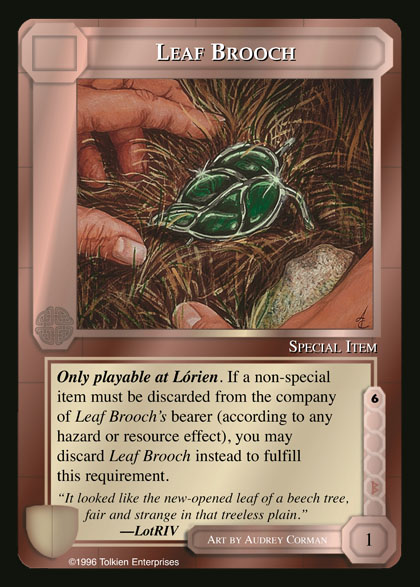 Leaf Brooch
Special Item
Only playable at Lórien. If a non-special
item must be discarded from the company
of Leaf Brooch's bearer (according to any
hazard or resource effect), you may
discard Leaf Brooch instead to fulfill
this requirement.
6
“It looked like the new-opened leaf of a beech tree,
fair and strange in that treeless plain.”
—LotRIV
Art by Audrey Corman
1
©1996 Tolkien Enterprises